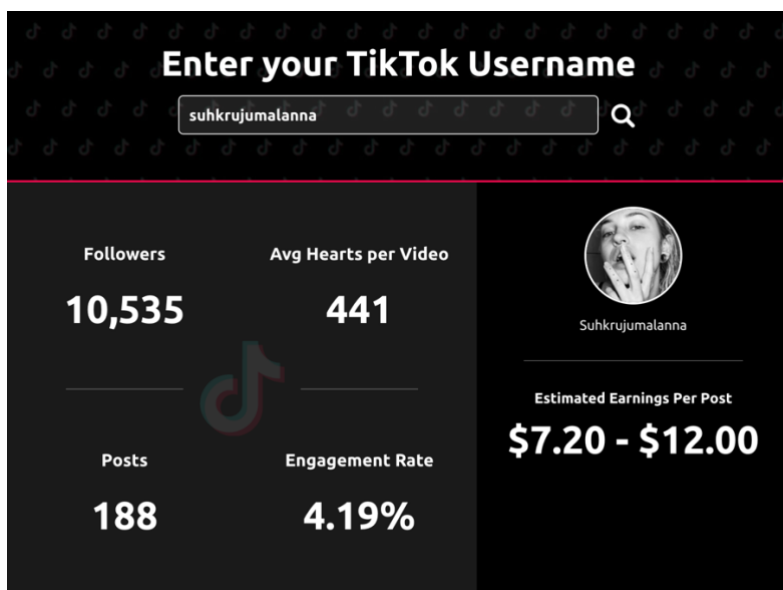 Enter your TikTok Username
suhkrujumalanna
Followers
Avg Hearts per Video
10,535
441
Posts
Engagement Rate
188
4.19%
Suhkrujumalanna
Estimated Earnings Per Post
$7.20 - $12.00